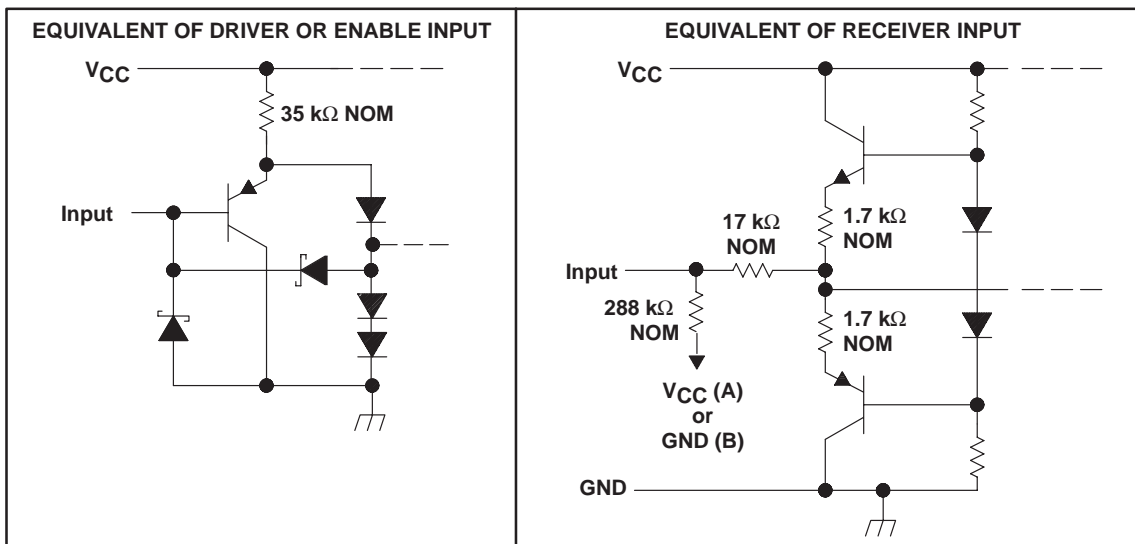 EQUIVALENT OF DRIVER OR ENABLE INPUT
VCC
35 kΩ NOM
Input
EQUIVALENT OF RECEIVER INPUT
VCC
17 kΩ
NOM
1.7 kΩ
NOM
Input
288 kΩ
NOM
1.7 kΩ
NOM
VCC (A)
or
GND (B)
GND